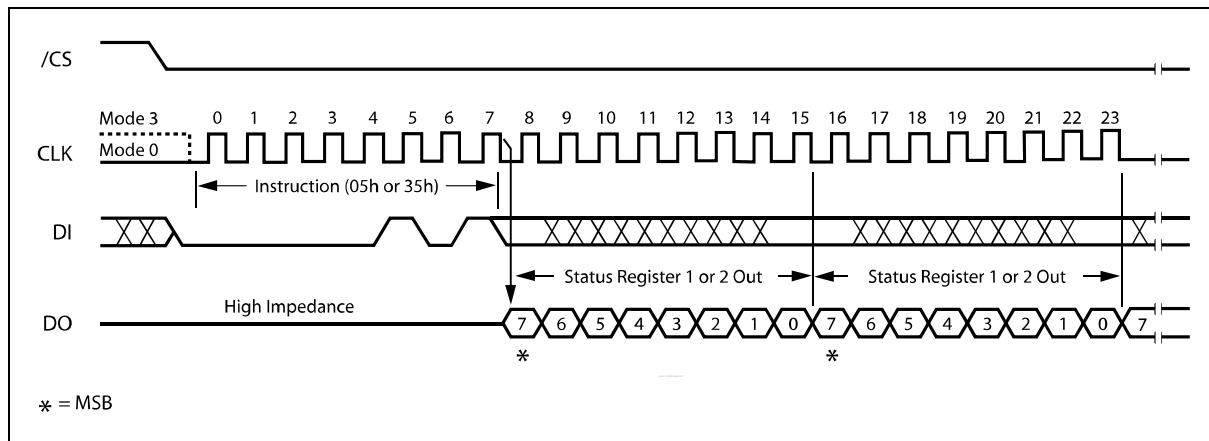 /CS
Mode 3
0 1 2 3 4 5 6 7 8 9 10 11 12 13 14 15 16 17 18 19 20 21 22 23
CLK
Mode 0
Instruction (05h or 35h)
DI
Status Register 1 or 2 Out Status Register 1 or 2 Out
High Impedance
DO
7 6 5 4 3 2 1 0 7 6 5 4 3 2 1 0 7
* *
* = MSB